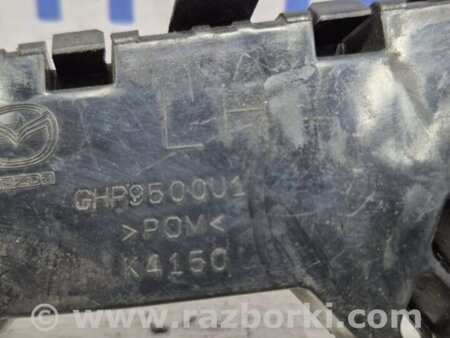 LH
mazda
GHP9500U1
>POM<
K4150
www.razborki.com